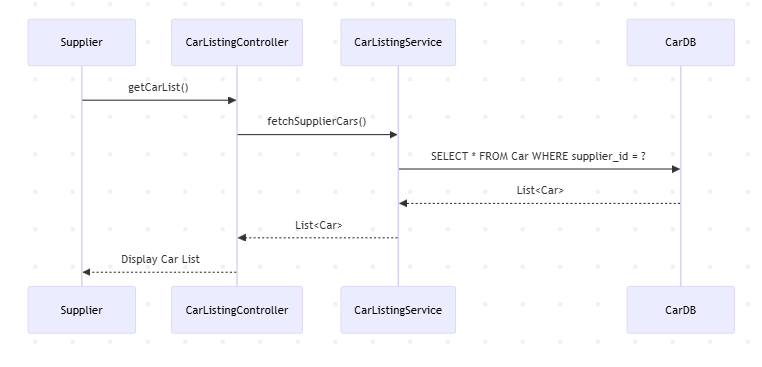 Supplier
CarListingController
CarListingService
CarDB
getCarList()
fetchSupplierCars()
SELECT * FROM Car WHERE supplier_id = ?
List<Car>
List<Car>
Display Car List
Supplier
CarListingController
CarListingService
CarDB